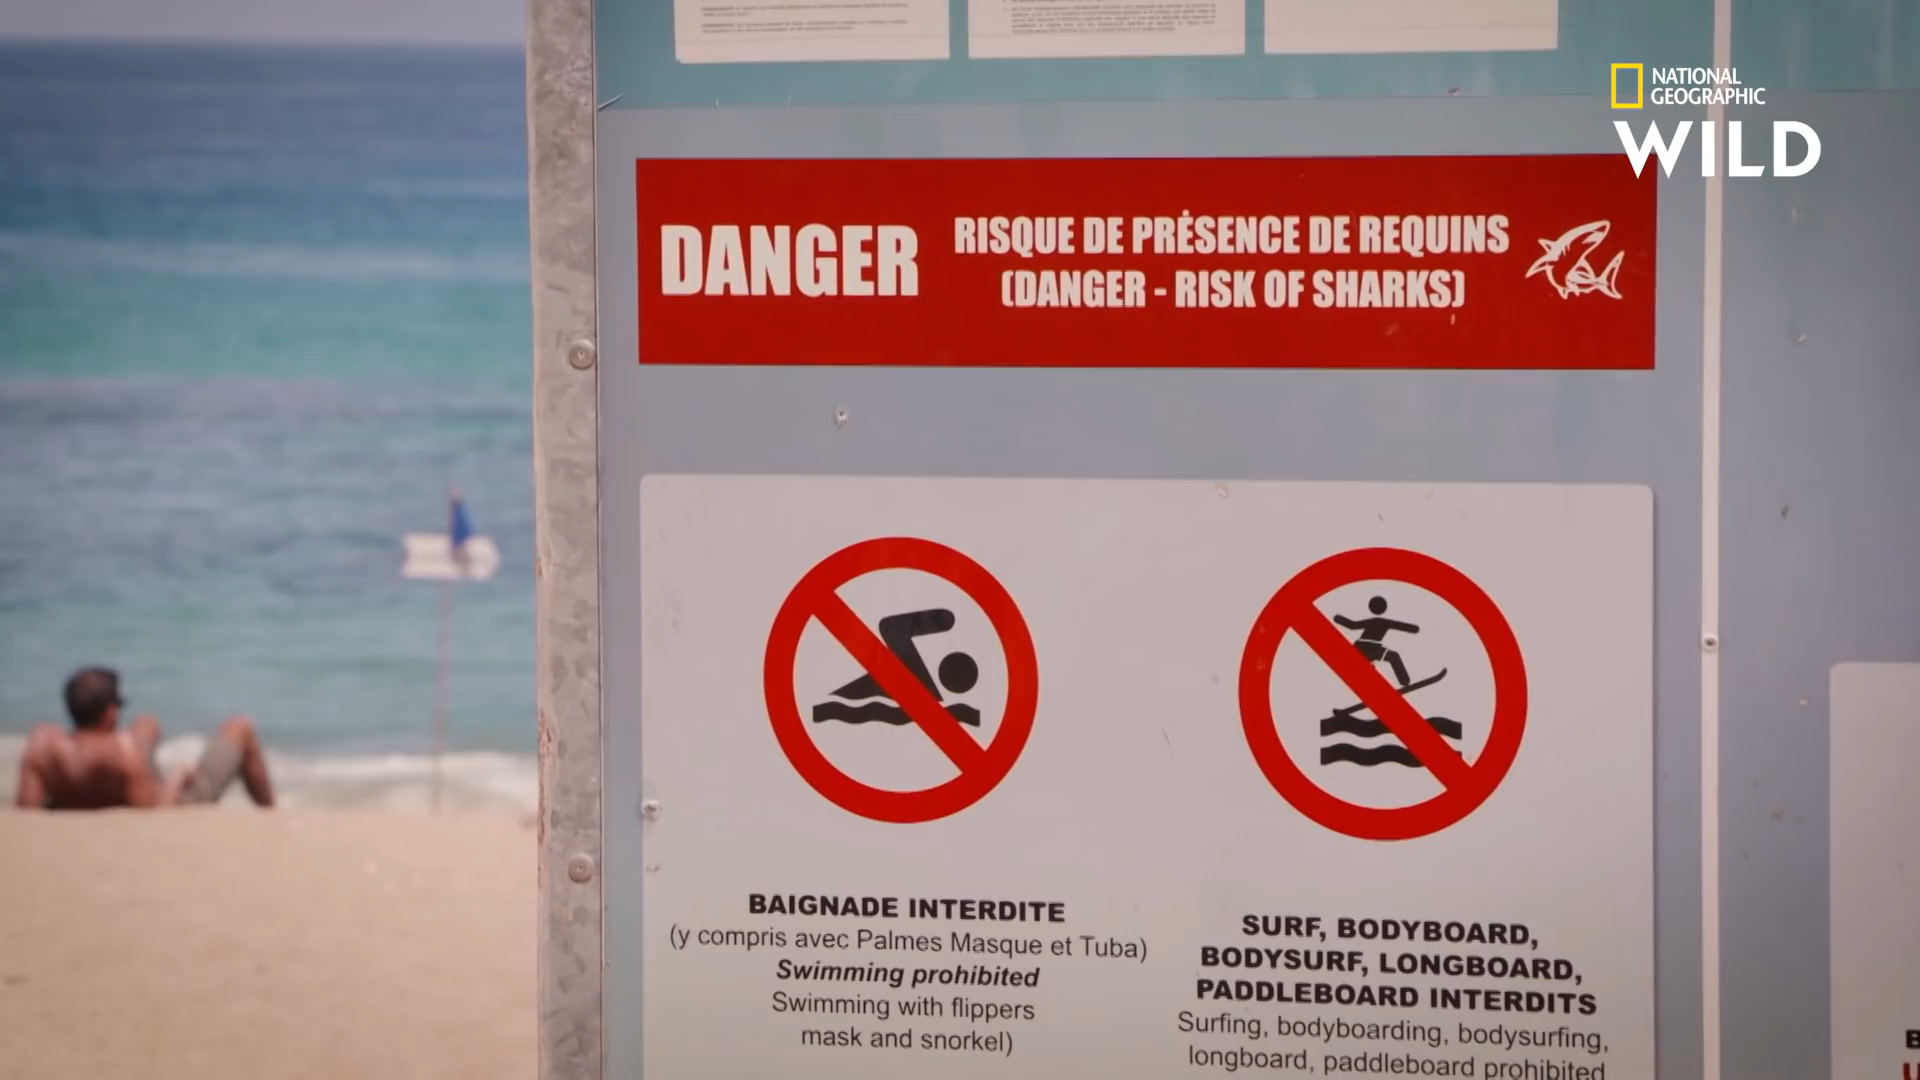 NATIONAL
GEOGRAPHIC
WILD
DANGER
RISQUE DE PRÉSENCE DE REQUINS
(DANGER - RISK OF SHARKS)
BAIGNADE INTERDITE
(y compris avec Palmes Masque et Tuba)
Swimming prohibited
Swimming with flippers
mask and snorkel)
SURF, BODYBOARD,
BODYSURF, LONGBOARD,
PADDLEBOARD INTERDITS
Surfing, bodyboarding, bodysurfing,
longboard, paddleboard prohibited